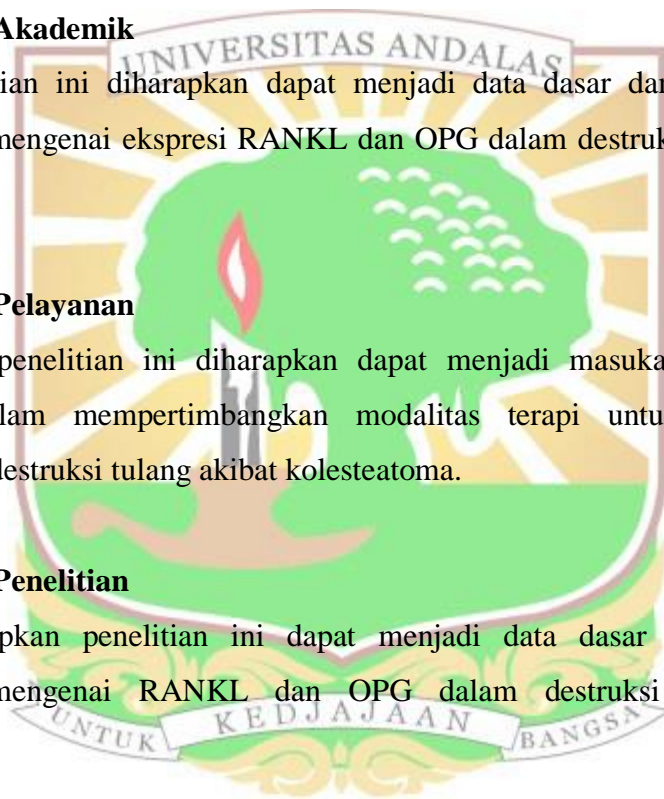 Akademik
UNIVERSITAS ANDALAS
ian ini diharapkan dapat menjadi data dasar dan
mengenai ekspresi RANKL dan OPG dalam destruk
Pelayanan
penelitian ini diharapkan dapat menjadi masuka
lam mempertimbangkan modalitas terapi untu
destruksi tulang akibat kolesteatoma.
Penelitian
pkan penelitian ini dapat menjadi data dasar
mengenai RANKL dan OPG dalam destruksi
UNTUK KEDJAJAAN BANGSA